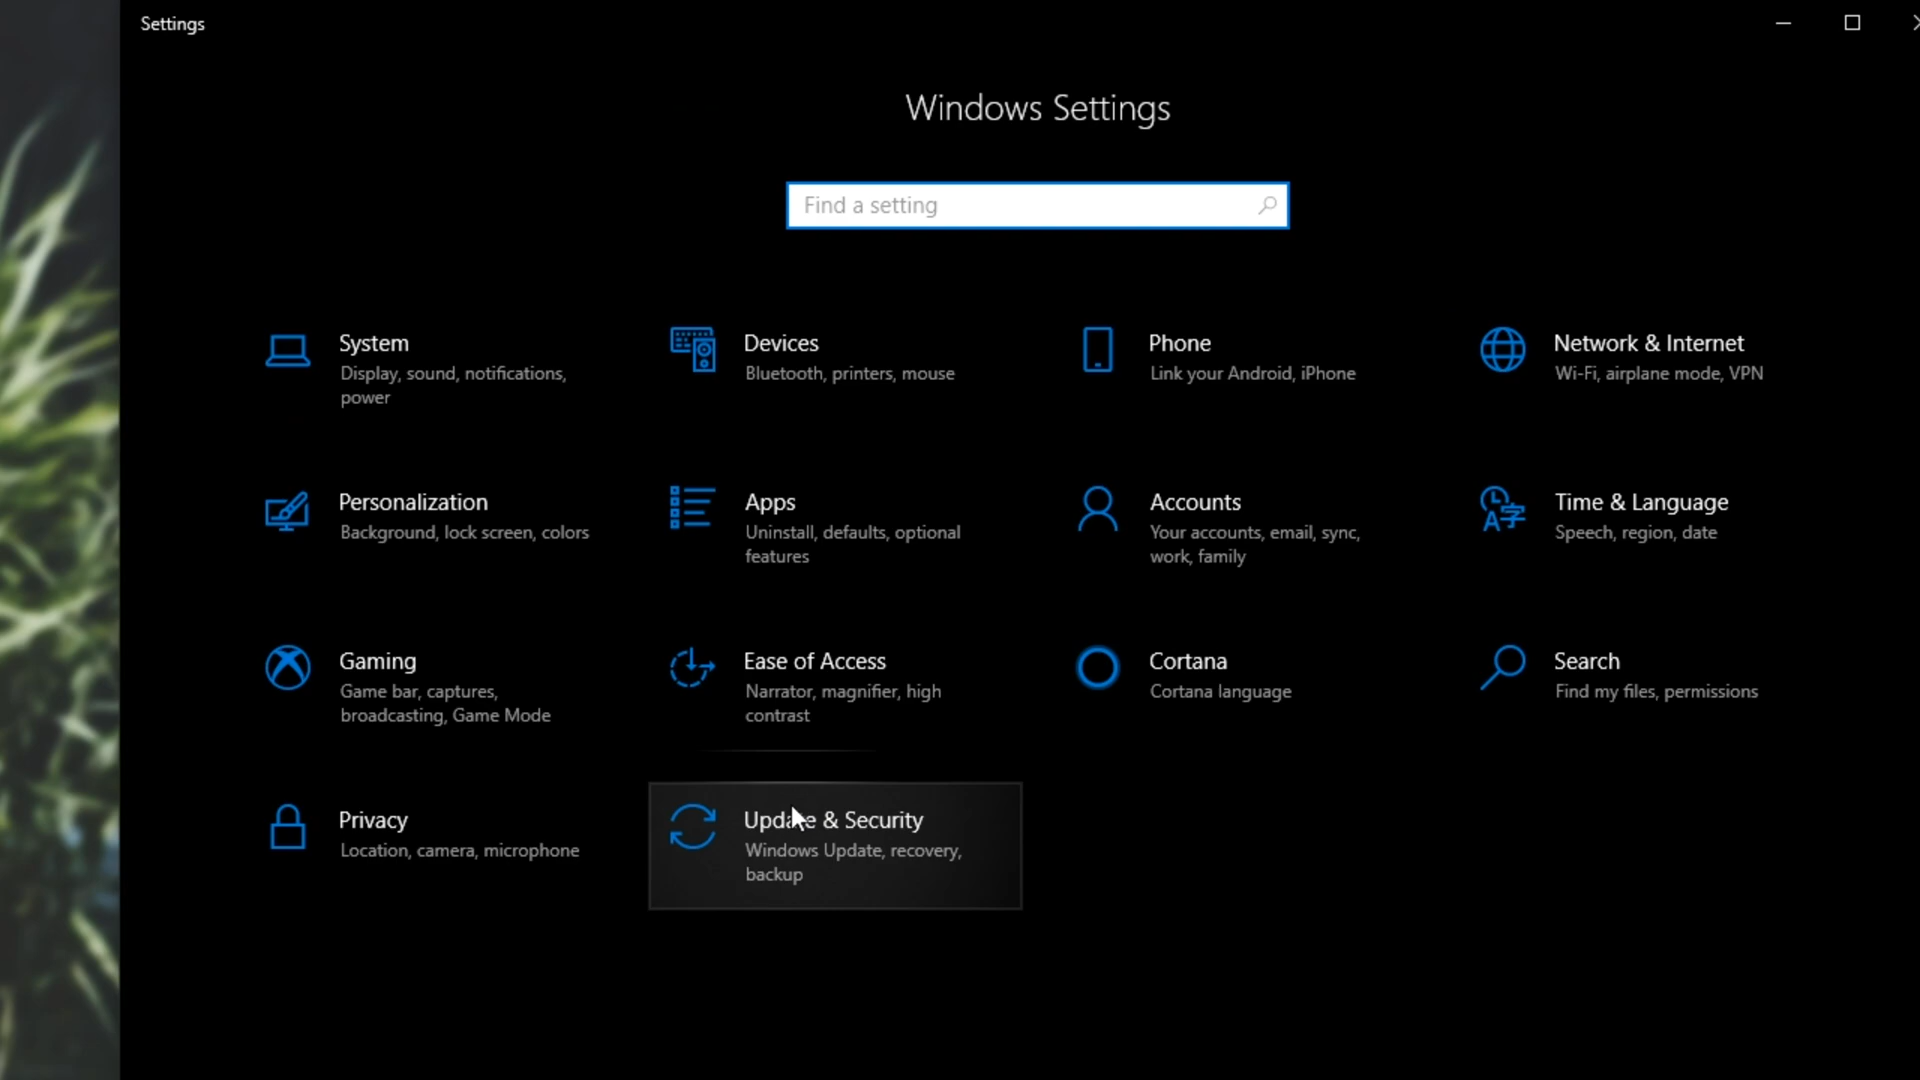 Settings
Windows Settings
Find a setting
System
Display, sound, notifications,
power
Devices
Bluetooth, printers, mouse
Phone
Link your Android, iPhone
Network & Internet
Wi-Fi, airplane mode, VPN
Personalization
Background, lock screen, colors
Apps
Uninstall, defaults, optional
features
Accounts
Your accounts, email, sync,
work, family
Time & Language
Speech, region, date
Gaming
Game bar, captures,
broadcasting, Game Mode
Ease of Access
Narrator, magnifier, high
contrast
Cortana
Cortana language
Search
Find my files, permissions
Privacy
Location, camera, microphone
Update & Security
Windows Update, recovery,
backup